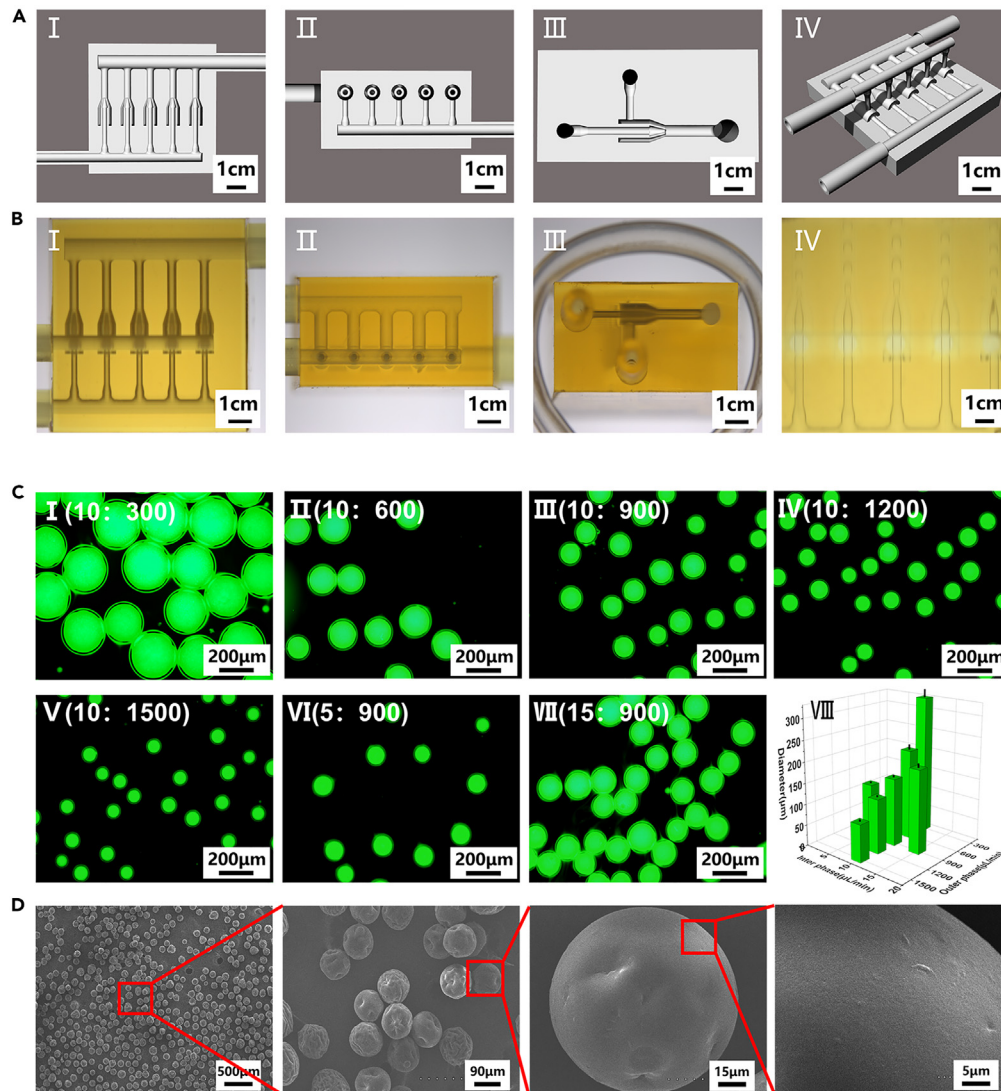 A
Ⅰ
Ⅱ
Ⅲ
Ⅳ
1cm
1cm
1cm
1cm
B
Ⅰ
Ⅱ
Ⅲ
Ⅳ
1cm
1cm
1cm
1cm
C
Ⅰ(10: 300)
Ⅱ(10: 600)
Ⅲ(10: 900)
Ⅳ(10: 1200)
200μm
200μm
200μm
200μm
Ⅴ(10: 1500)
Ⅵ(5: 900)
Ⅶ(15: 900)
Ⅷ
200μm
200μm
200μm
Diameter(μm)
300
250
200
150
100
50
0
Inter phase(μL/min)
5
10
15
20
Outer phase(μL/min)
1500
1200
900
600
300
D
500μm
90μm
15μm
5μm